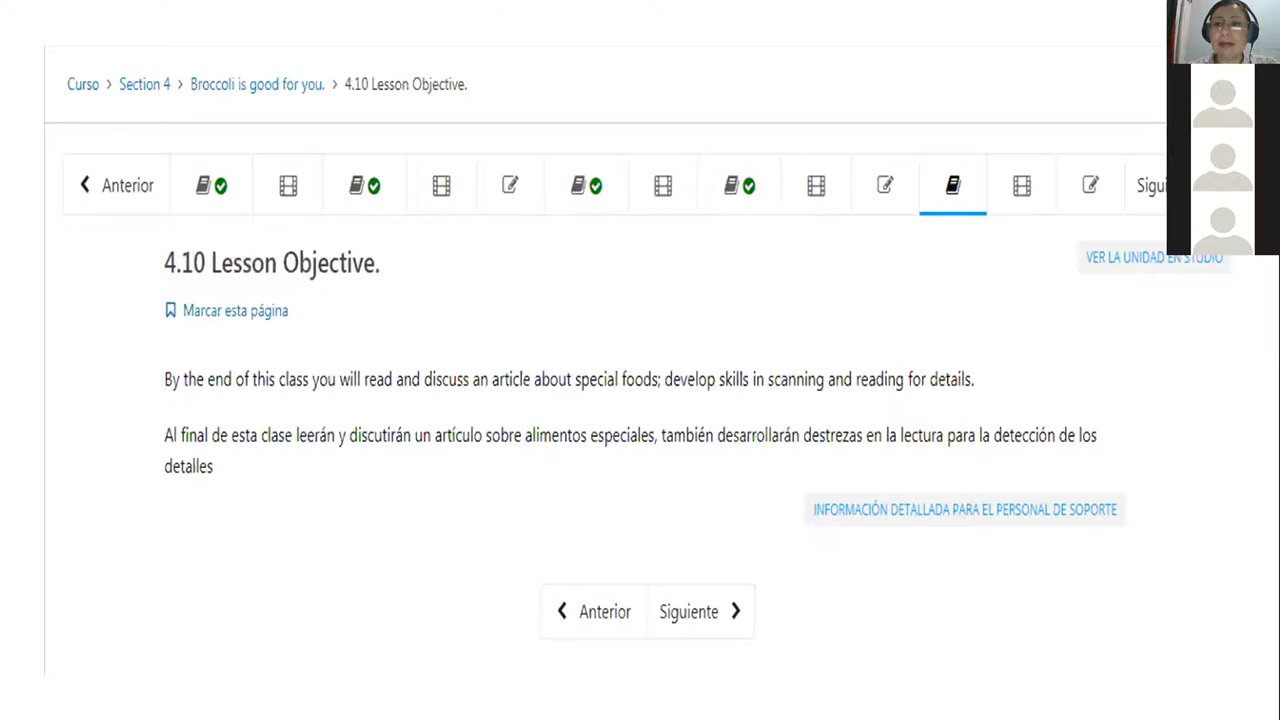 Curso > Section 4 > Broccoli is good for you. > 4.10 Lesson Objective.
Anterior
Sigui
4.10 Lesson Objective.
VER LA UNIDAD EN STUDIO
Marcar esta página
By the end of this class you will read and discuss an article about special foods; develop skills in scanning and reading for details.
Al final de esta clase leerán y discutirán un artículo sobre alimentos especiales, también desarrollarán destrezas en la lectura para la detección de los
detalles
INFORMACIÓN DETALLADA PARA EL PERSONAL DE SOPORTE
Anterior Siguiente